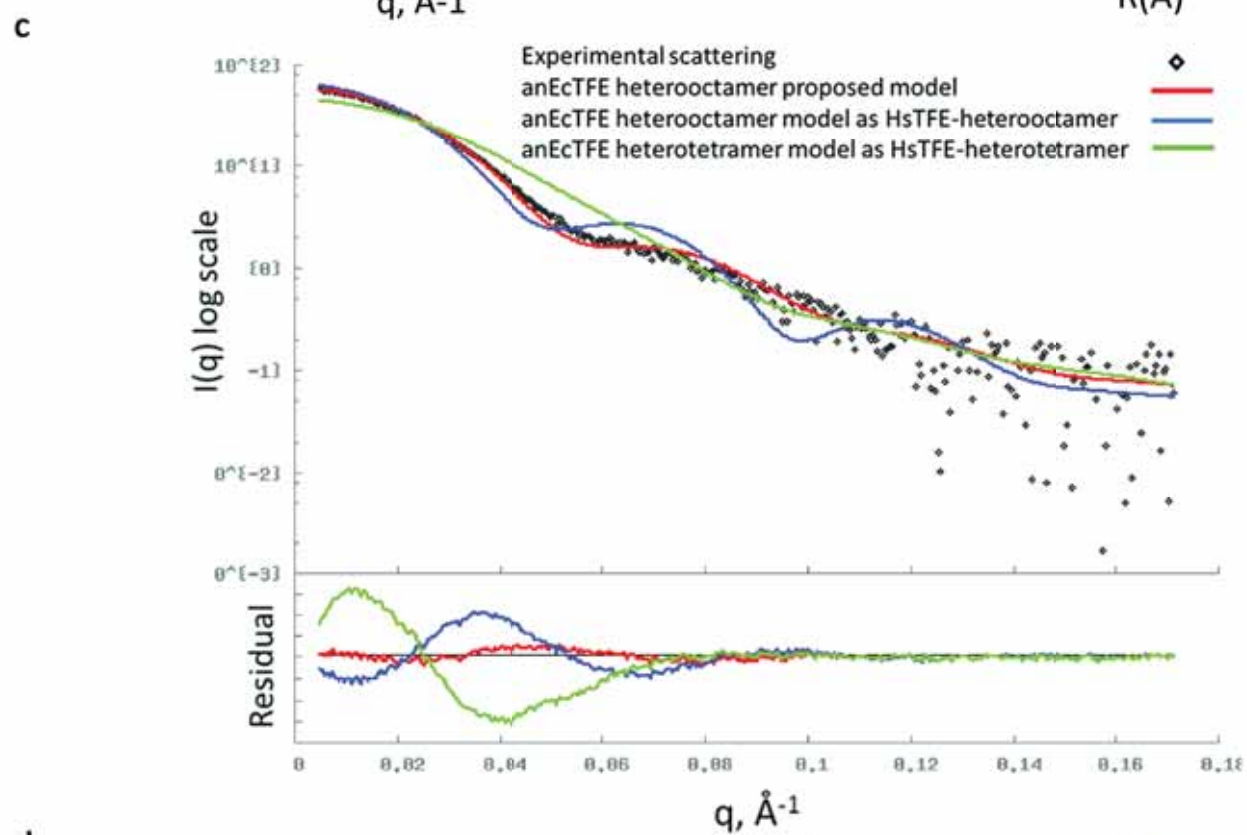 q, Å-1
R(Å)
c
Experimental scattering
anEcTFE heterooctamer proposed model
anEcTFE heterooctamer model as HsTFE-heterooctamer
anEcTFE heterotetramer model as HsTFE-heterotetramer
10^{2}
10^{1}
{0}
-1}
0^{-2}
0^{-3}
I(q) log scale
Residual
0
0.02
0.04
0.06
0.08
0.1
0.12
0.14
0.16
0.18
q, Å-1